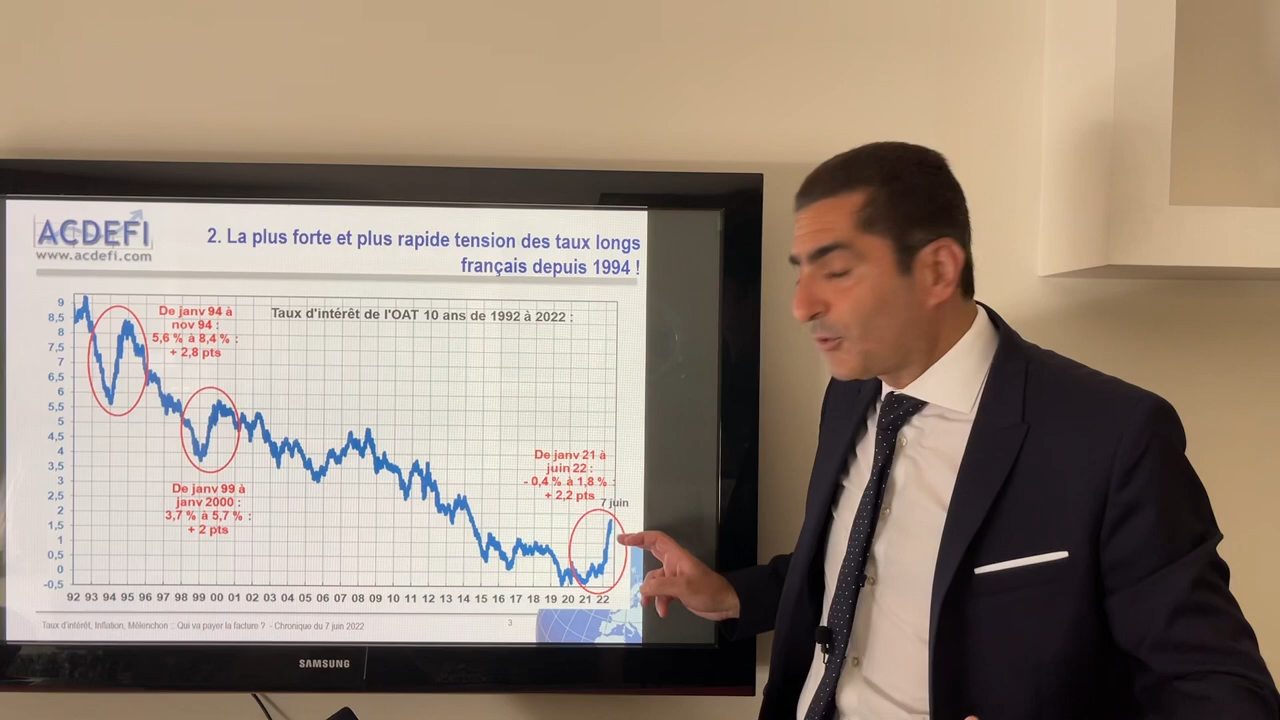 ACDEFI
www.acdefi.com
2. La plus forte et plus rapide tension des taux longs
français depuis 1994 !
Taux d'intérêt de l'OAT 10 ans de 1992 à 2022 :
De janv 94 à
nov 94 :
5,6 % à 8,4 % :
+ 2,8 pts
De janv 99 à
janv 2000 :
3,7 % à 5,7 % :
+ 2 pts
De janv 21 à
juin 22 :
- 0,4 % à 1,8 % :
+ 2,2 pts
7 juin
9
8,5
8
7,5
7
6,5
6
5,5
5
4,5
4
3,5
3
2,5
2
1,5
1
0,5
0
-0,5
92 93 94 95 96 97 98 99 00 01 02 03 04 05 06 07 08 09 10 11 12 13 14 15 16 17 18 19 20 21 22
Taux d'intérêt, Inflation, Mélenchon : Qui va payer la facture ? - Chronique du 7 juin 2022
3
SAMSUNG